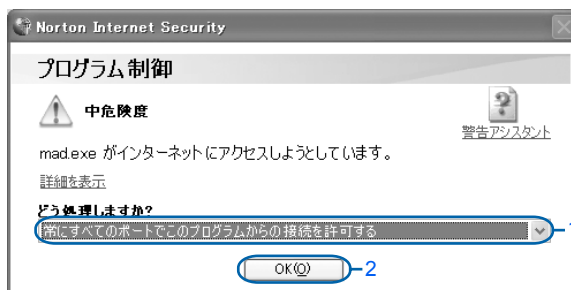 Norton Internet Security
プログラム制御
中危険度
警告アシスタント
mad.exe がインターネットにアクセスしようとしています。
詳細を表示
どう処理しますか?
常にすべてのポートでこのプログラムからの接続を許可する
1
OK(O)
2